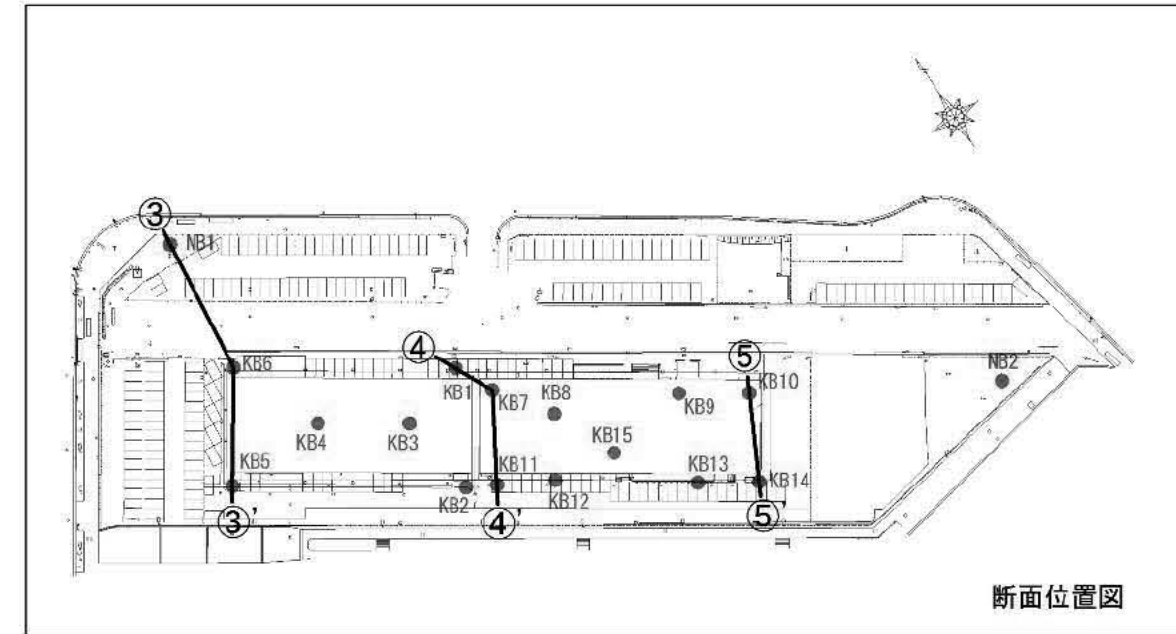 ③
NB1
④
⑤
KB6
KB1
KB7
KB8
KB9
KB10
NB2
KB4
KB3
KB15
KB5
KB2
KB11
KB12
KB13
KB14
③'
④'
⑤'
断面位置図